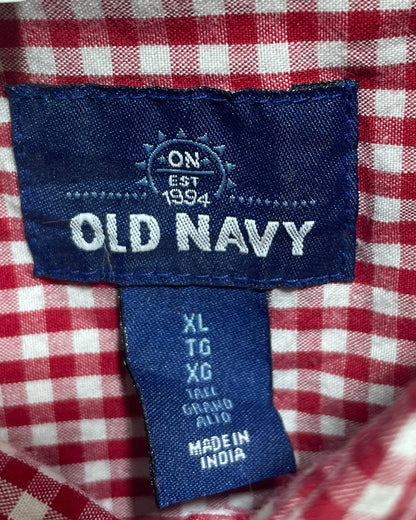 ON
EST
1994
OLD NAVY
XL
TG
XG
TALL
GRAND
ALTO
MADE IN
INDIA